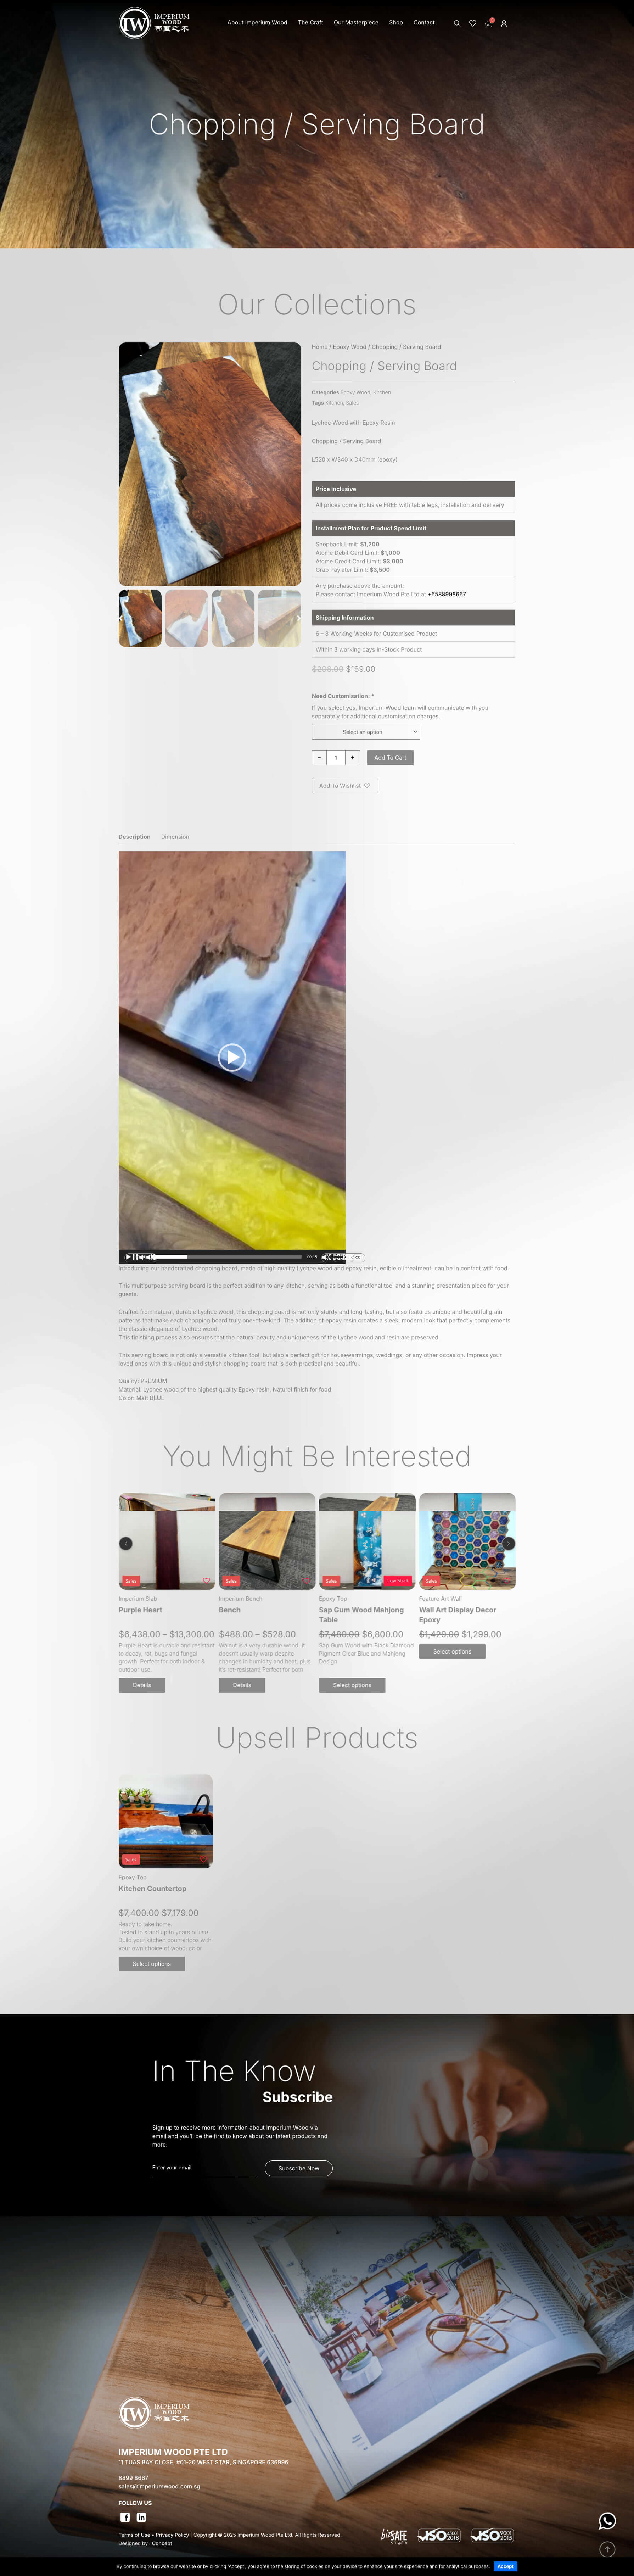 IMPERIUM
WOOD
帝国之木
About Imperium Wood
The Craft
Our Masterpiece
Shop
Contact
Chopping / Serving Board
Our Collections
Home / Epoxy Wood / Chopping / Serving Board
Chopping / Serving Board
Categories Epoxy Wood, Kitchen
Tags Kitchen, Sales
Lychee Wood with Epoxy Resin
Chopping / Serving Board
L520 x W340 x D40mm (epoxy)
Price Inclusive
All prices come inclusive FREE with table legs, installation and delivery
Installment Plan for Product Spend Limit
Shopback Limit: $1,200
Atome Debit Card Limit: $1,000
Atome Credit Card Limit: $3,000
Grab Paylater Limit: $3,500
Any purchase above the amount:
Please contact Imperium Wood Pte Ltd at +6588998667
Shipping Information
6 – 8 Working Weeks for Customised Product
Within 3 working days In-Stock Product
$298.00 $189.00
Need Customisation: *
If you select yes, Imperium Wood team will communicate with you
separately for additional customisation charges.
Select an option
− 1 +
Add To Cart
Add To Wishlist
Description
Dimension
Introducing our handcrafted chopping board, made of high quality Lychee wood and epoxy resin, edible oil treatment, can be in contact with food.
This multipurpose serving board is the perfect addition to any kitchen, serving as both a functional tool and a stunning presentation piece for your
guests.
Crafted from natural, durable Lychee wood, this chopping board is not only sturdy and long-lasting, but also features unique and beautiful grain
patterns that make each chopping board truly one-of-a-kind. The addition of epoxy resin creates a sleek, modern look that perfectly complements
the classic elegance of Lychee wood.
This finishing process also ensures that the natural beauty and uniqueness of the Lychee wood and resin are preserved.
This serving board is not only a versatile kitchen tool, but also a perfect gift for housewarmings, weddings, or any other occasion. Impress your
loved ones with this unique and stylish chopping board that is both practical and beautiful.
Quality: PREMIUM
Material: Lychee wood of the highest quality Epoxy resin, Natural finish for food
Color: Matt BLUE
You Might Be Interested
Sales
Imperium Slab
Purple Heart
$6,438.00 – $13,300.00
Purple Heart is durable and resistant
to decay, rot, bugs and fungal
growth. Perfect for both indoor &
outdoor use.
Details
Sales
Imperium Bench
Bench
$488.00 – $528.00
Walnut is a very durable wood. It
doesn't usually warp despite
changes in humidity and heat, plus
it's rot-resistant! Perfect for both
Details
Sales
Low Stock
Epoxy Top
Sap Gum Wood Mahjong
Table
$7,480.00 $6,800.00
Sap Gum Wood with Black Diamond
Pigment Clear Blue and Mahjong
Design
Select options
Sales
Feature Art Wall
Wall Art Display Decor
Epoxy
$1,429.00 $1,299.00
Select options
Upsell Products
Sales
Epoxy Top
Kitchen Countertop
$7,400.00 $7,179.00
Ready to take home.
Tested to stand up to years of use.
Build your kitchen countertops with
your own choice of wood, color
Select options
In The Know
Subscribe
Sign up to receive more information about Imperium Wood via
email and you'll be the first to know about our latest products and
more.
Enter your email
Subscribe Now
IMPERIUM
WOOD
帝国之木
IMPERIUM WOOD PTE LTD
11 TUAS BAY CLOSE, #01-20 WEST STAR, SINGAPORE 636996
8899 8667
sales@imperiumwood.com.sg
FOLLOW US
Terms of Use • Privacy Policy | Copyright © 2025 Imperium Wood Pte Ltd. All Rights Reserved.
Designed by I Concept
bizSAFE
ISO 45001 2018
ISO 9001 2015
By continuing to browse our website or by clicking 'Accept', you agree to the storing of cookies on your device to enhance your site experience and for analytical purposes.
Accept